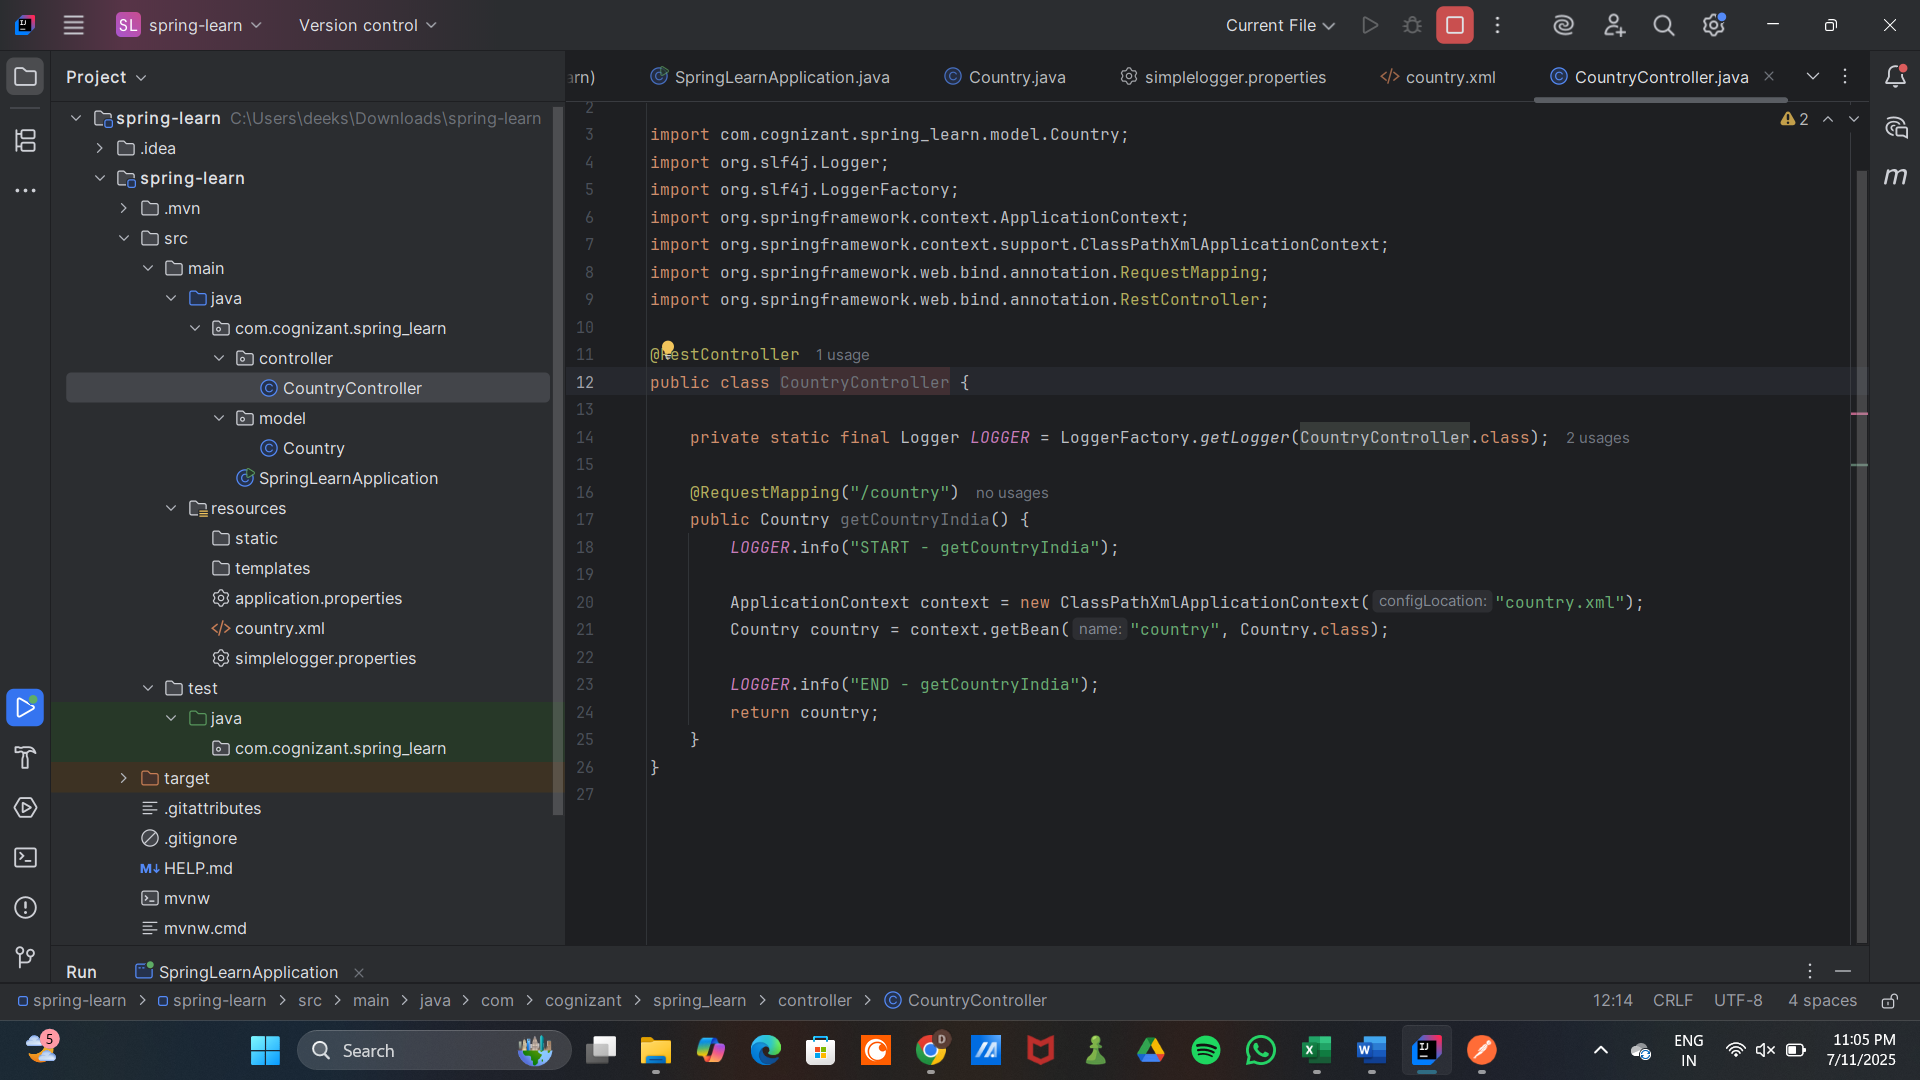 SL spring-learn Version control Current File
Project
arn) SpringLearnApplication.java Country.java simplelogger.properties country.xml CountryController.java
spring-learn C:\Users\deeks\Downloads\spring-learn
.idea
spring-learn
.mvn
src
main
java
com.cognizant.spring_learn
controller
CountryController
model
Country
SpringLearnApplication
resources
static
templates
application.properties
country.xml
simplelogger.properties
test
java
com.cognizant.spring_learn
target
.gitattributes
.gitignore
M↓ HELP.md
mvnw
mvnw.cmd
2
2
3 import com.cognizant.spring_learn.model.Country;
4 import org.slf4j.Logger;
5 import org.slf4j.LoggerFactory;
6 import org.springframework.context.ApplicationContext;
7 import org.springframework.context.support.ClassPathXmlApplicationContext;
8 import org.springframework.web.bind.annotation.RequestMapping;
9 import org.springframework.web.bind.annotation.RestController;
10
11 @RestController 1 usage
12 public class CountryController {
13
14 private static final Logger LOGGER = LoggerFactory.getLogger(CountryController.class); 2 usages
15
16 @RequestMapping("/country") no usages
17 public Country getCountryIndia() {
18 LOGGER.info("START - getCountryIndia");
19
20 ApplicationContext context = new ClassPathXmlApplicationContext( configLocation: "country.xml");
21 Country country = context.getBean( name: "country", Country.class);
22
23 LOGGER.info("END - getCountryIndia");
24 return country;
25 }
26 }
27
m
Run SpringLearnApplication
spring-learn > spring-learn > src > main > java > com > cognizant > spring_learn > controller > CountryController 12:14 CRLF UTF-8 4 spaces
5 Search D ENG IN 11:05 PM
7/11/2025